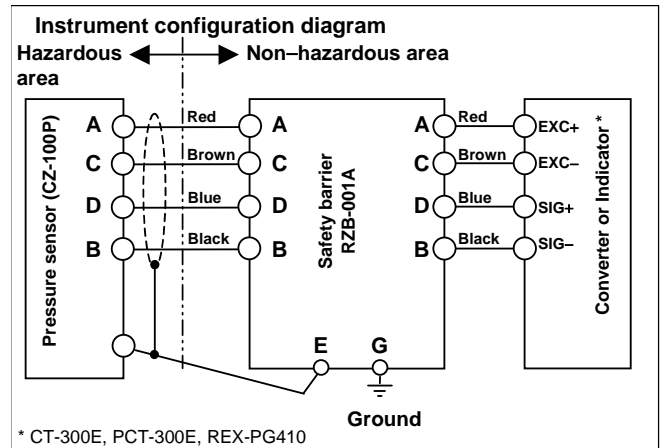 Instrument configuration diagram
Hazardous area
Non–hazardous area
Pressure sensor (CZ-100P)
A
C
D
B
Red
Brown
Blue
Black
A
C
D
B
Safety barrier
RZB-001A
A
C
D
B
E
G
Red
Brown
Blue
Black
EXC+
EXC–
SIG+
SIG–
Converter or Indicator *
Ground
* CT-300E, PCT-300E, REX-PG410